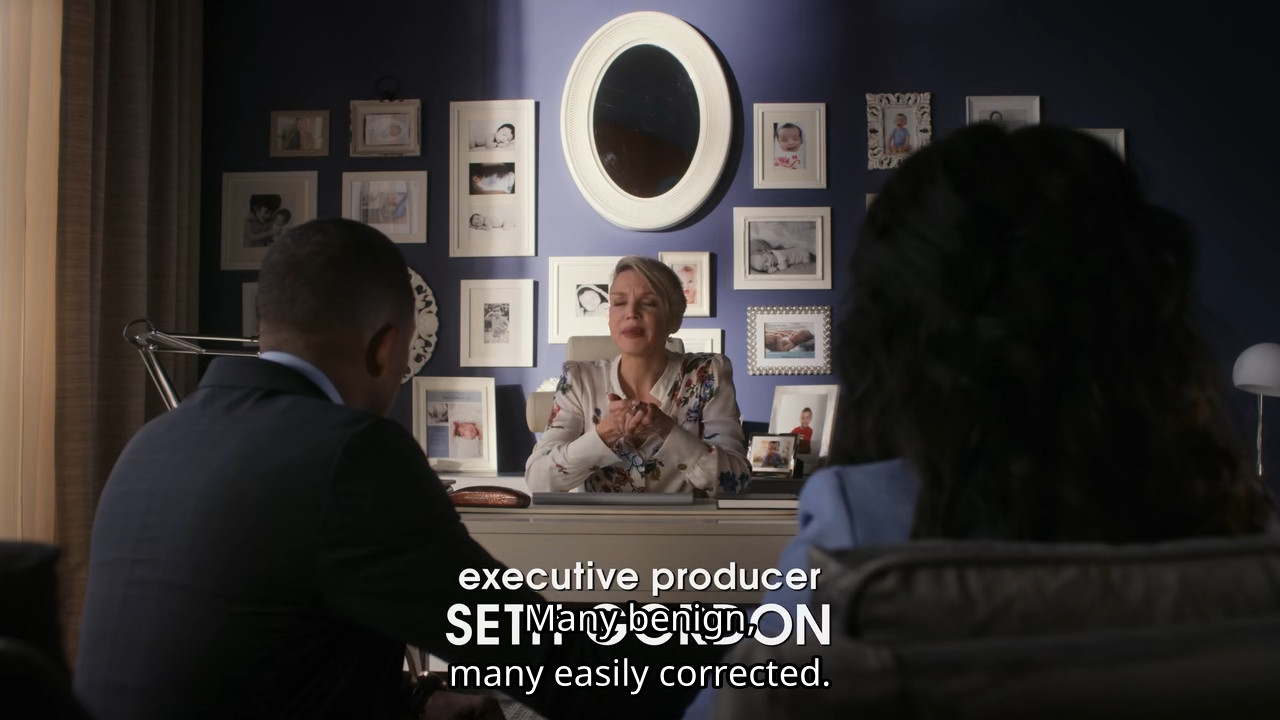 executive producer
SETH GORDON
Many benign,
many easily corrected.